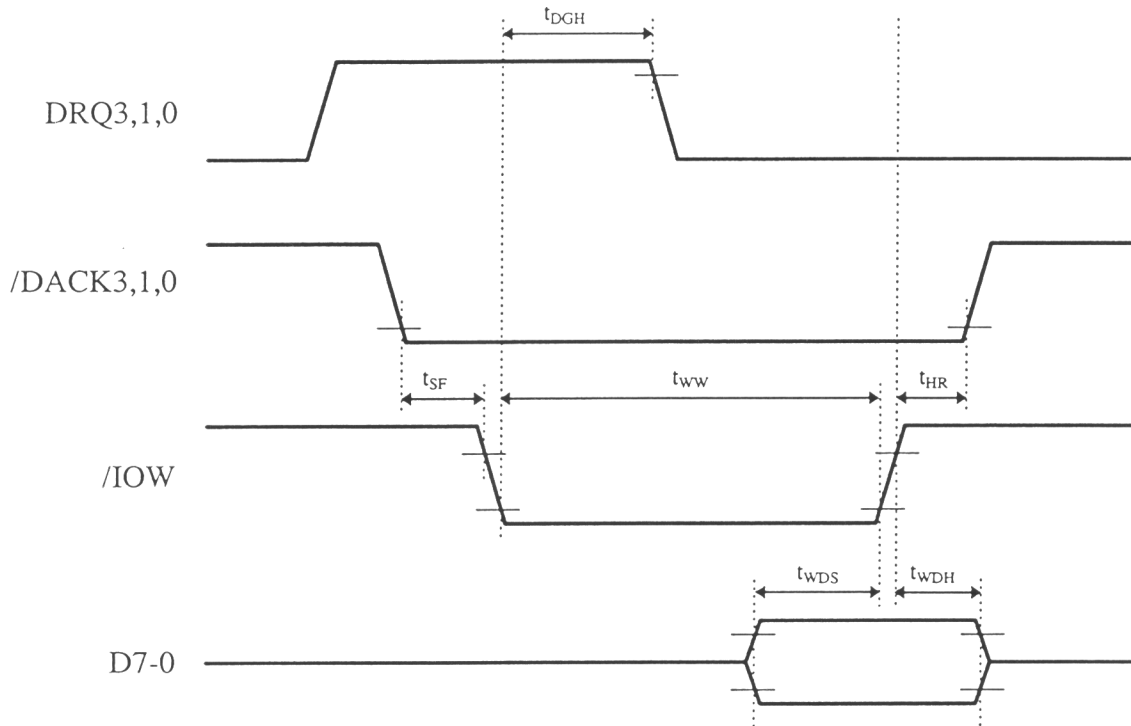 tDGH
DRQ3,1,0
/DACK3,1,0
tSF
tWW
tHR
/IOW
tWDS
tWDH
D7-0